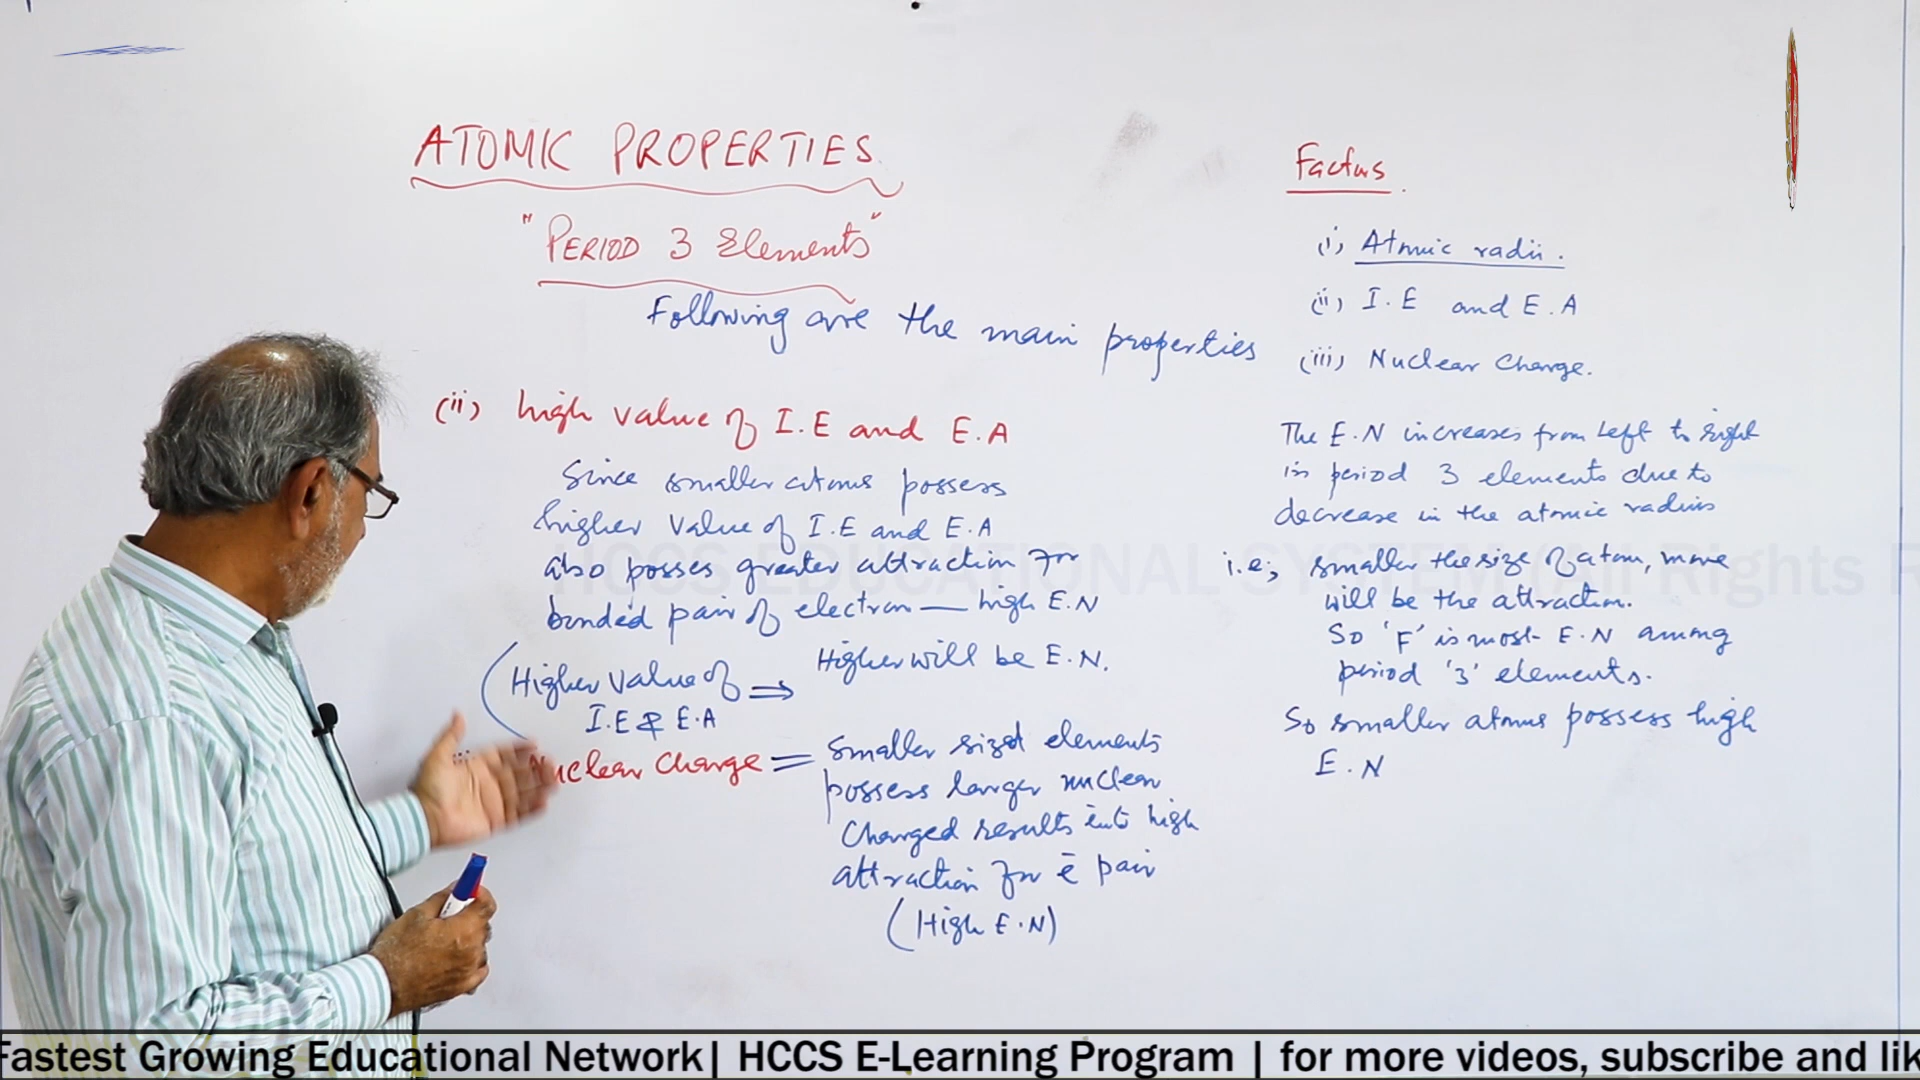 ATOMIC PROPERTIES
"PERIOD 3 Elements"
Following are the main properties
(ii) high value of I.E and E.A
Since smaller atoms possess
higher value of I.E and E.A
also posses greater attraction for
bonded pair of electron — high E.N
(Higher value of ⇒ Higher will be E.N.
I.E & E.A
Nuclear Charge = Smaller sized elements
possess larger nuclear
Charged results into high
attraction for ē pair
(High E.N)
Factors.
(i) Atomic radii.
(ii) I.E and E.A
(iii) Nuclear Charge.
The E.N increases from left to right
in period 3 elements due to
decrease in the atomic radius
i.e; smaller the size of atom, more
will be the attraction.
So 'F' is most E.N among
period '3' elements.
So smaller atoms possess high
E.N
HCCS EDUCATIONAL SYSTEM (All Rights R
Fastest Growing Educational Network| HCCS E-Learning Program | for more videos, subscribe and lik